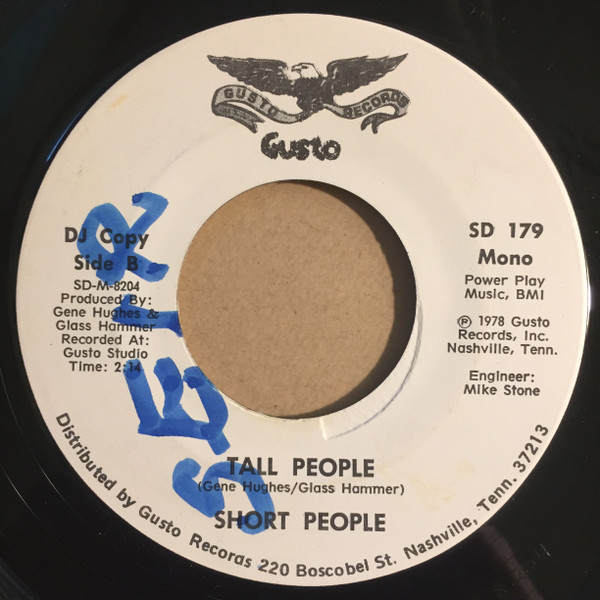 GUSTO RECORDS
Gusto
DJ Copy
Side B
SD-M-8204
Produced By:
Gene Hughes &
Glass Hammer
Recorded At:
Gusto Studio
Time: 2:14
SD 179
Mono
Power Play
Music, BMI
℗ 1978 Gusto
Records, Inc.
Nashville, Tenn.
Engineer:
Mike Stone
TALL PEOPLE
(Gene Hughes/Glass Hammer)
SHORT PEOPLE
Distributed by Gusto Records 220 Boscobel St. Nashville, Tenn. 37213